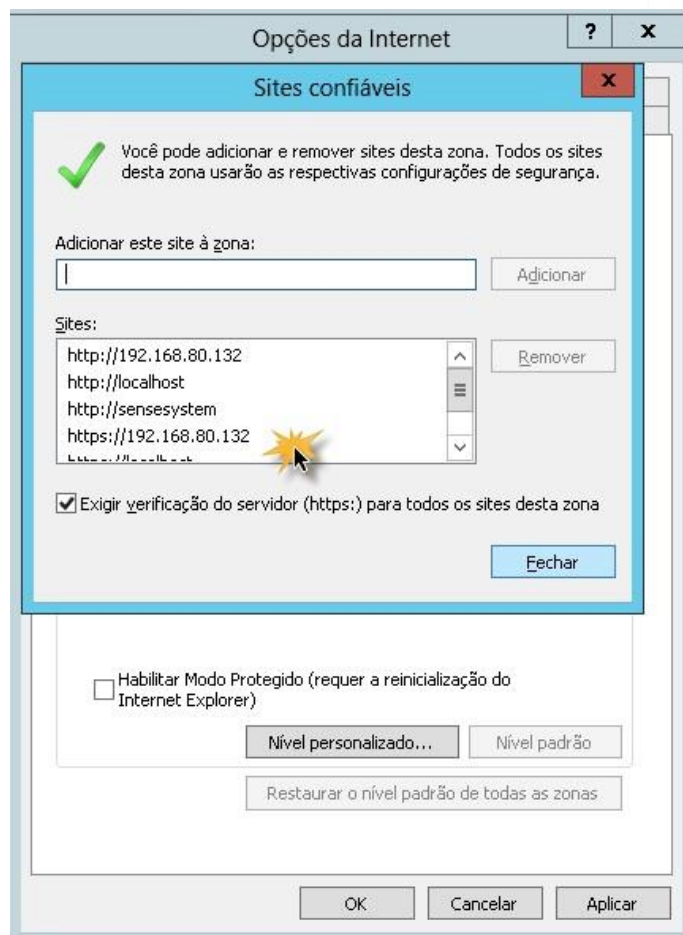 Opções da Internet
?
x
Sites confiáveis
x
Você pode adicionar e remover sites desta zona. Todos os sites
desta zona usarão as respectivas configurações de segurança.
Adicionar este site à zona:
Adicionar
Sites:
http://192.168.80.132
Remover
http://localhost
http://sensesystem
https://192.168.80.132
Exigir verificação do servidor (https:) para todos os sites desta zona
Fechar
Habilitar Modo Protegido (requer a reinicialização do
Internet Explorer)
Nível personalizado...
Nível padrão
Restaurar o nível padrão de todas as zonas
OK
Cancelar
Aplicar